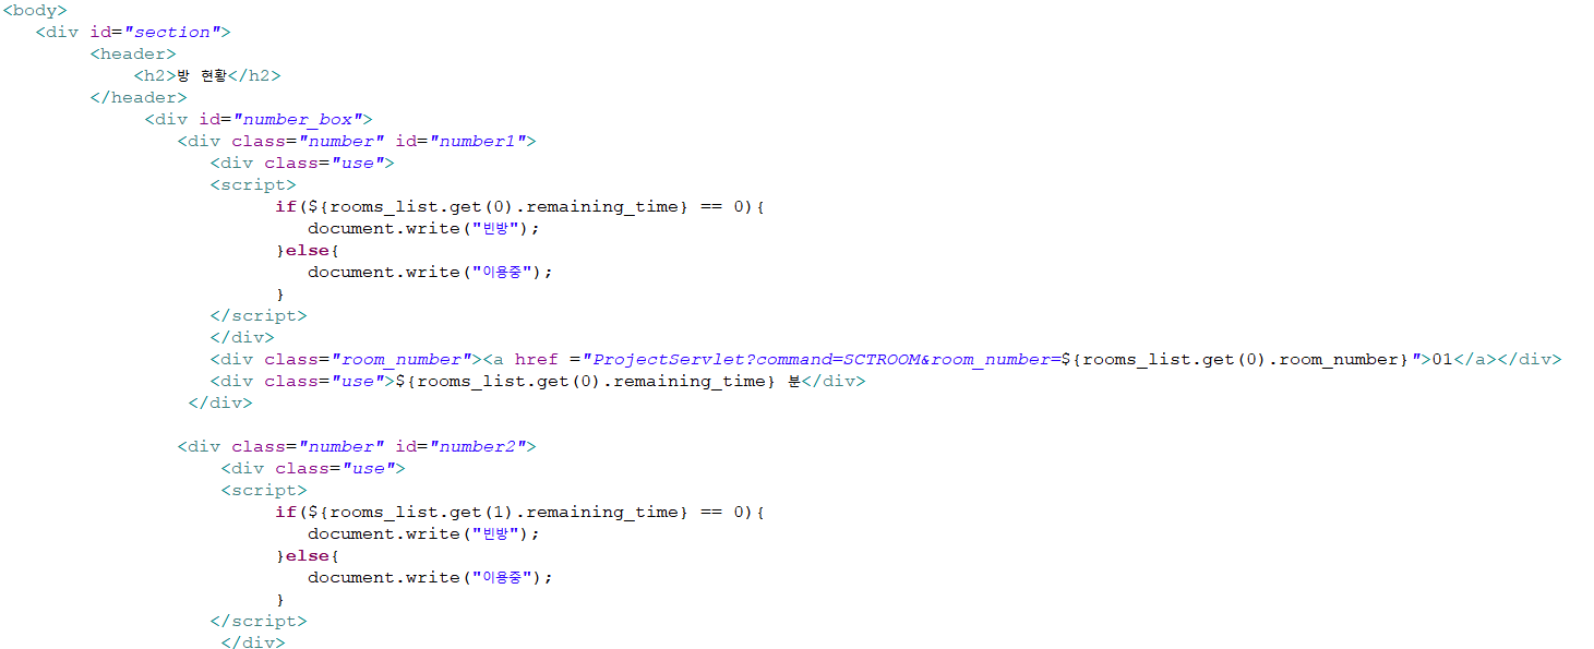 <body>
<div id="section">
<header>
<h2>방 현황</h2>
</header>
<div id="number_box">
<div class="number" id="number1">
<div class="use">
<script>
if(${rooms_list.get(0).remaining_time} == 0){
document.write("빈방");
}else{
document.write("이용중");
}
</script>
</div>
<div class="room_number"><a href ="ProjectServlet?command=SCTROOM&room_number=${rooms_list.get(0).room_number}">01</a></div>
<div class="use">${rooms_list.get(0).remaining_time} 분</div>
</div>
<div class="number" id="number2">
<div class="use">
<script>
if(${rooms_list.get(1).remaining_time} == 0){
document.write("빈방");
}else{
document.write("이용중");
}
</script>
</div>